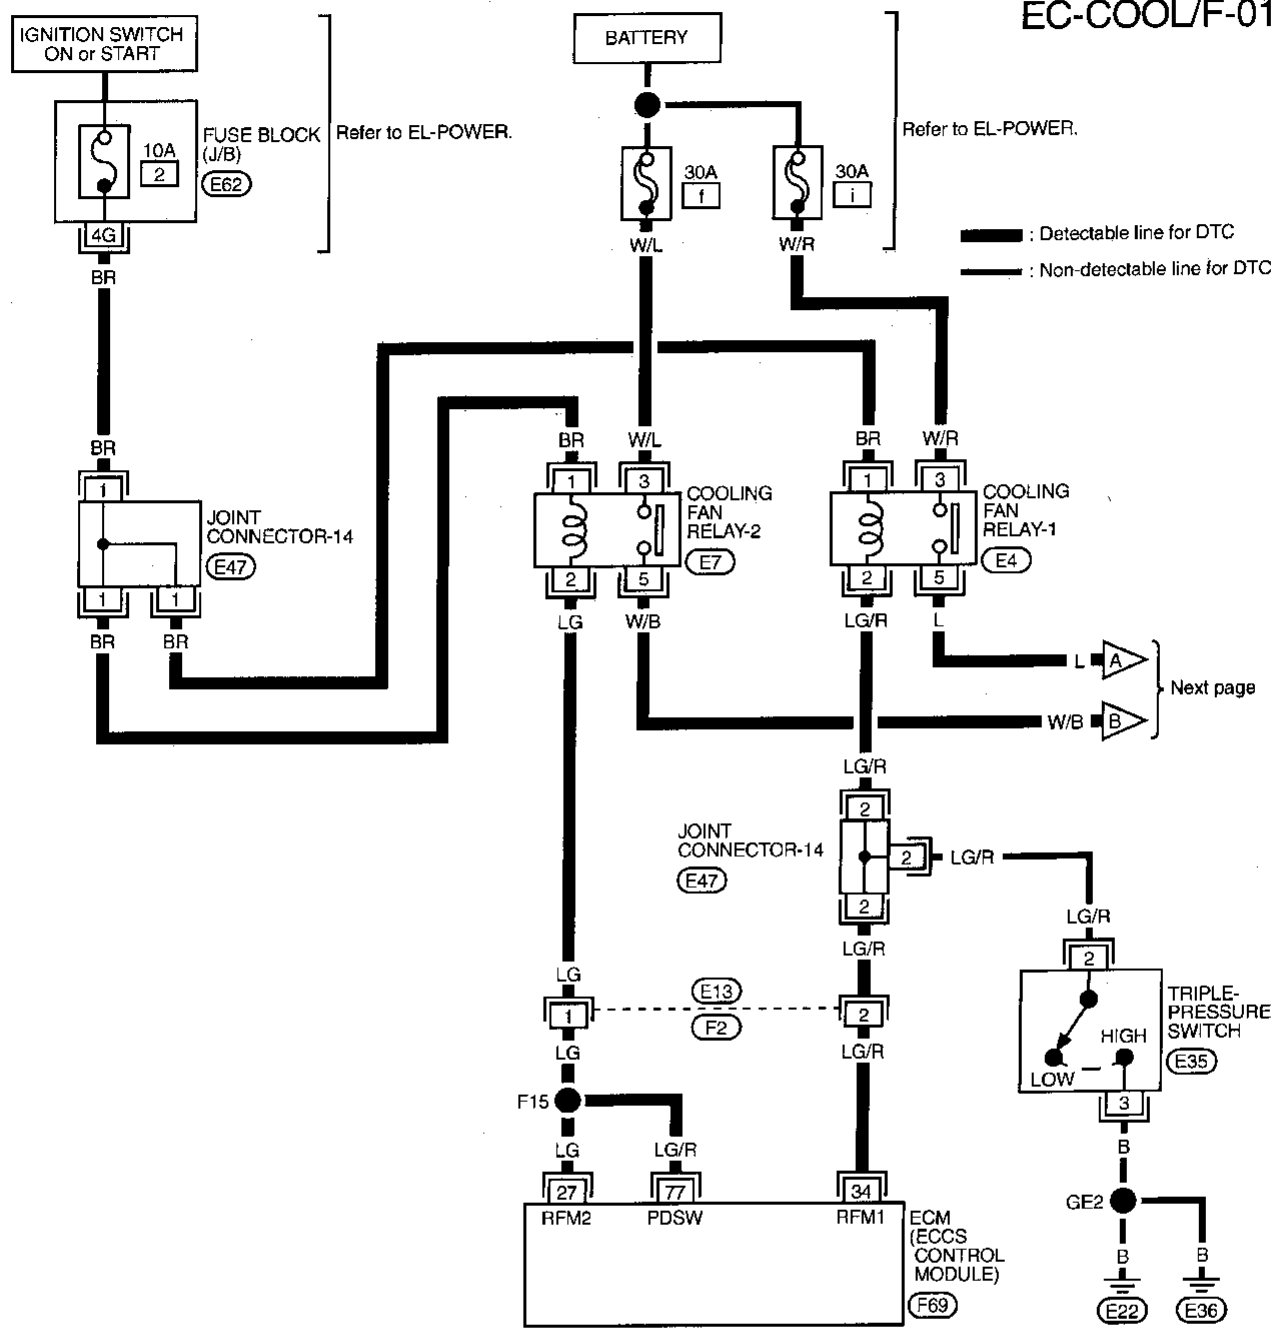 EC-COOL/F-01
IGNITION SWITCH
ON or START
BATTERY
10A
2
FUSE BLOCK
(J/B)
E62
Refer to EL-POWER.
30A
f
30A
i
Refer to EL-POWER.
4G
BR
W/L
W/R
: Detectable line for DTC
: Non-detectable line for DTC
BR
BR
W/L
BR
W/R
1
1
3
COOLING
FAN
RELAY-2
E7
1
3
COOLING
FAN
RELAY-1
E4
JOINT
CONNECTOR-14
E47
1
1
2
5
2
5
BR
BR
LG
W/B
LG/R
L
L
A
W/B
B
Next page
LG/R
2
JOINT
CONNECTOR-14
E47
2
LG/R
2
LG/R
LG/R
2
LG
1
E13
F2
2
LG
LG/R
TRIPLE-
PRESSURE
SWITCH
E35
HIGH
LOW
3
F15
LG
LG/R
B
27
77
34
RFM2
PDSW
RFM1
ECM
(ECCS
CONTROL
MODULE)
F69
GE2
B
B
E22
E36